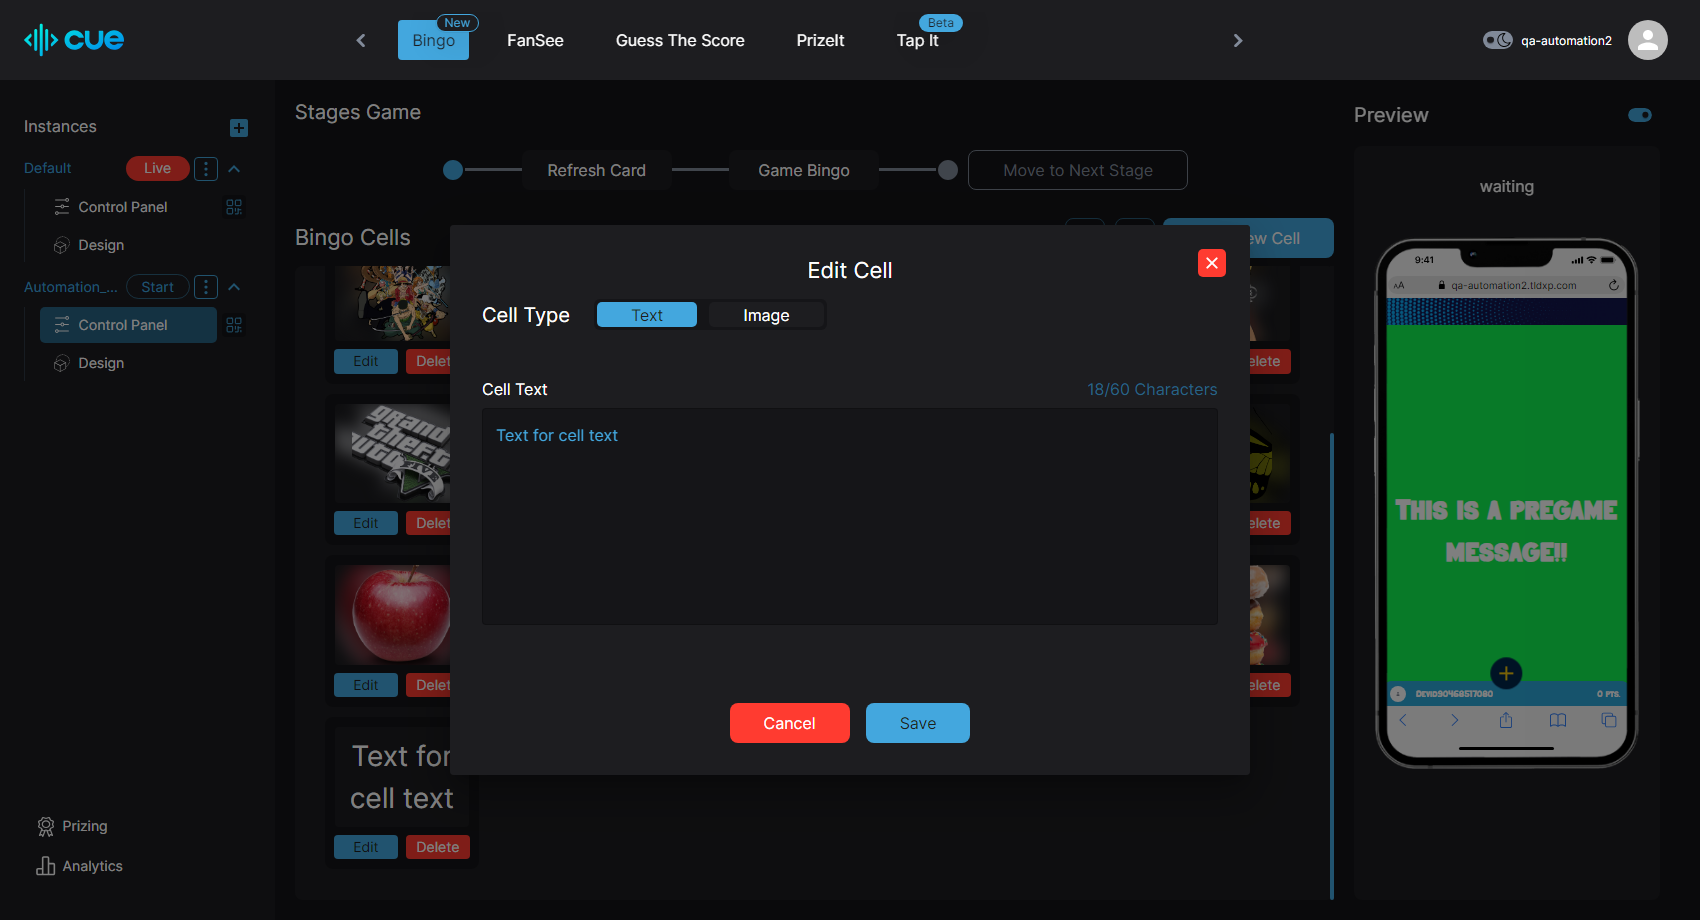 cue
New
Bingo
FanSee
Guess The Score
PrizeIt
Beta
Tap It
qa-automation2
Instances
Default
Live
Control Panel
Design
Automation_...
Start
Control Panel
Design
Prizing
Analytics
Stages Game
Refresh Card
Game Bingo
Move to Next Stage
Bingo Cells
ew Cell
Edit
Delet
elete
grand
theft
Edit
Delet
elete
Edit
Delet
elete
Text for
cell text
Edit
Delete
Edit Cell
Cell Type
Text
Image
Cell Text
18/60 Characters
Text for cell text
Cancel
Save
Preview
waiting
9:41
AA
qa-automation2.tldxp.com
THIS IS A PREGAME
MESSAGE!!
DEVID90468517080
0 PTS.